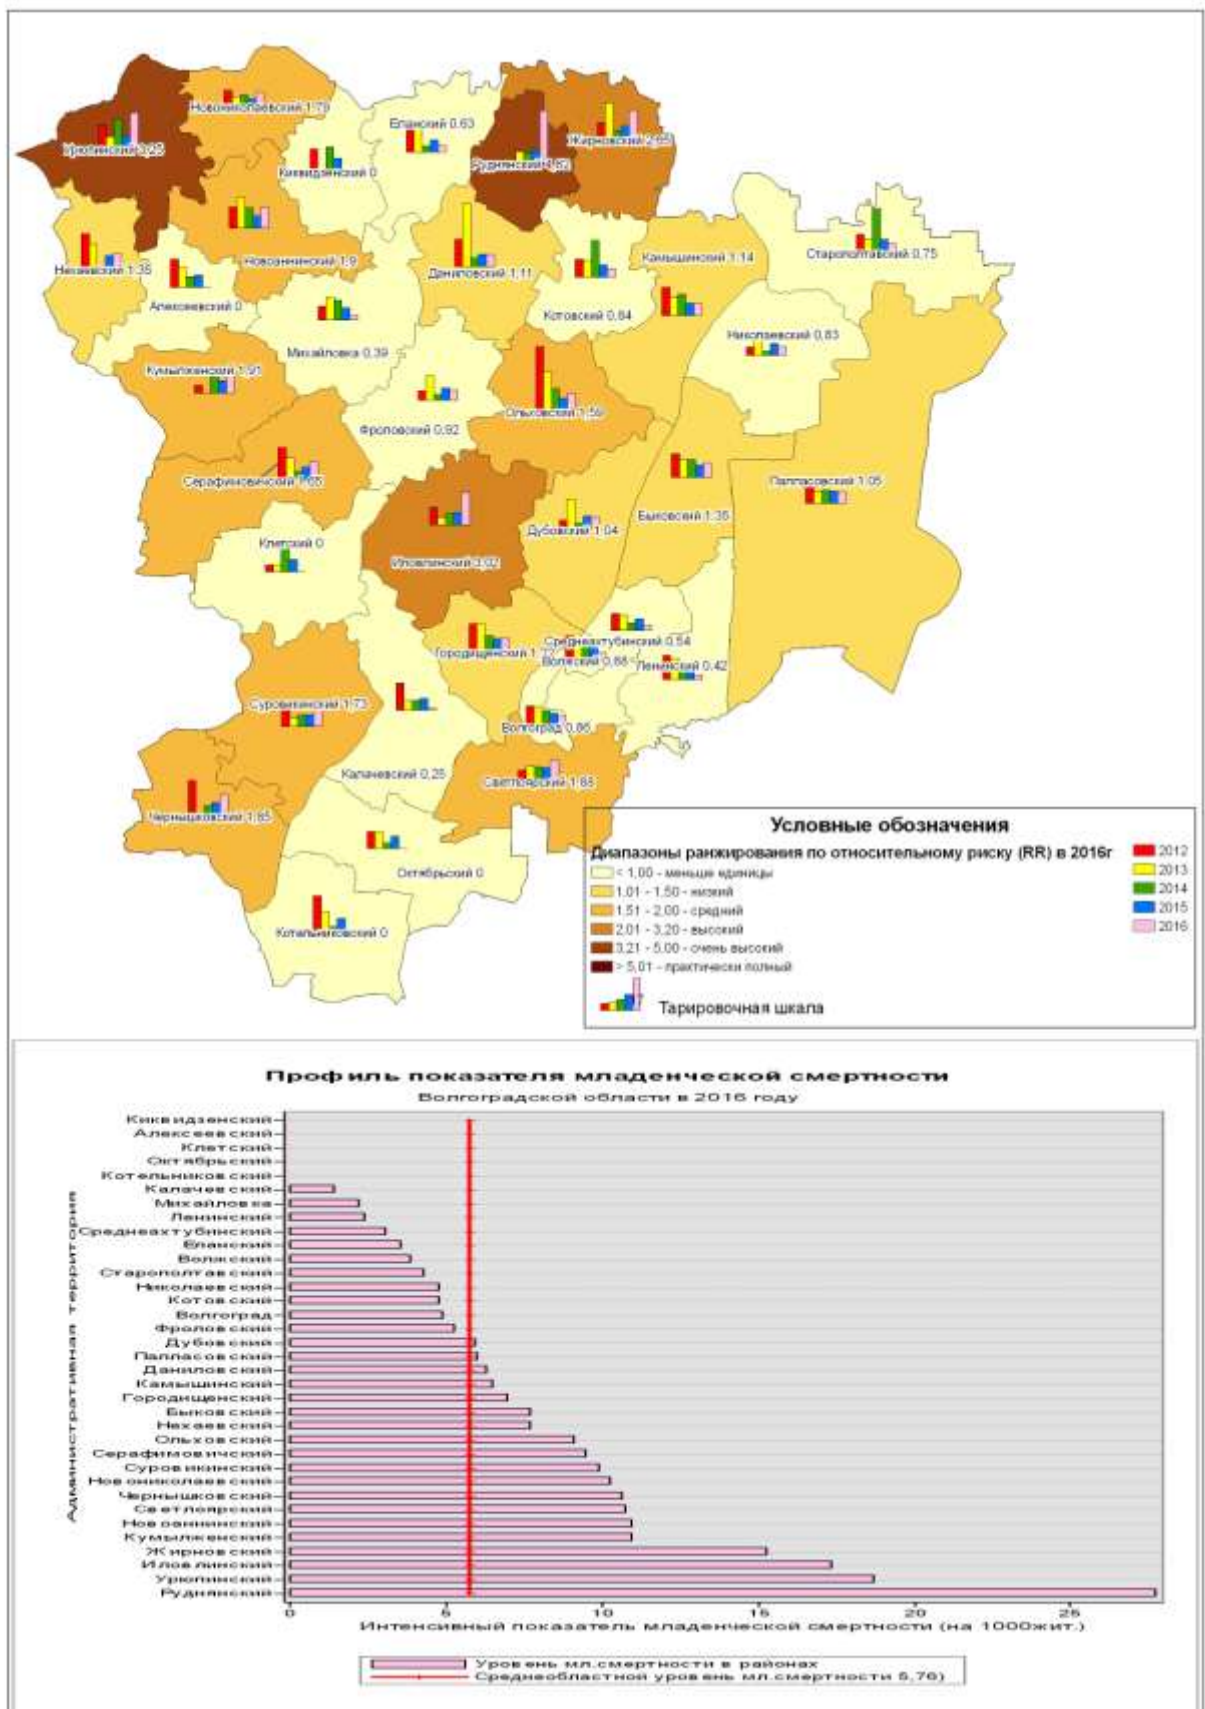 Новониколаевский 1,79
Урюпинский 3,25
Еланский 0,63
Жирновский 2,65
Руднянский 4,82
Киквидзенский 0
Нехаевский 1,35
Новоаннинский 1,9
Даниловский 1,11
Камышинский 1,14
Старополтавский 0,75
Алексеевский 0
Котовский 0,84
Николаевский 0,83
Михайловка 0,39
Кумылженский 1,91
Ольховский 1,59
Фроловский 0,92
Серафимовичский 1,65
Палласовский 1,05
Быковский 1,35
Дубовский 1,04
Клетский 0
Иловлинский 3,02
Среднеахтубинский 0,54
Городищенский 1,22
Волжский 0,68
Ленинский 0,42
Суровикинский 1,73
Волгоград 0,86
Калачевский 0,25
Светлоярский 1,88
Чернышковский 1,85
Октябрьский 0
Котельниковский 0
Условные обозначения
Диапазоны ранжирования по относительному риску (RR) в 2016г
< 1,00 - меньше единицы
1,01 - 1,50 - низкий
1,51 - 2,00 - средний
2,01 - 3,20 - высокий
3,21 - 5,00 - очень высокий
> 5,01 - практически полный
2012
2013
2014
2015
2016
Тарировочная шкала
Профиль показателя младенческой смертности
Волгоградской области в 2016 году
Административная территория
Киквидзенский
Алексеевский
Клетский
Октябрьский
Котельниковский
Калачевский
Михайловка
Ленинский
Среднеахтубинский
Еланский
Волжский
Старополтавский
Николаевский
Котовский
Волгоград
Фроловский
Дубовский
Палласовский
Даниловский
Камышинский
Городищенский
Быковский
Нехаевский
Ольховский
Серафимовичский
Суровикинский
Новониколаевский
Чернышковский
Светлоярский
Новоаннинский
Кумылженский
Жирновский
Иловлинский
Урюпинский
Руднянский
0 5 10 15 20 25
Интенсивный показатель младенческой смертности (на 1000жит.)
Уровень мл.смертности в районах
Среднеобластной уровень мл.смертности 5,76)